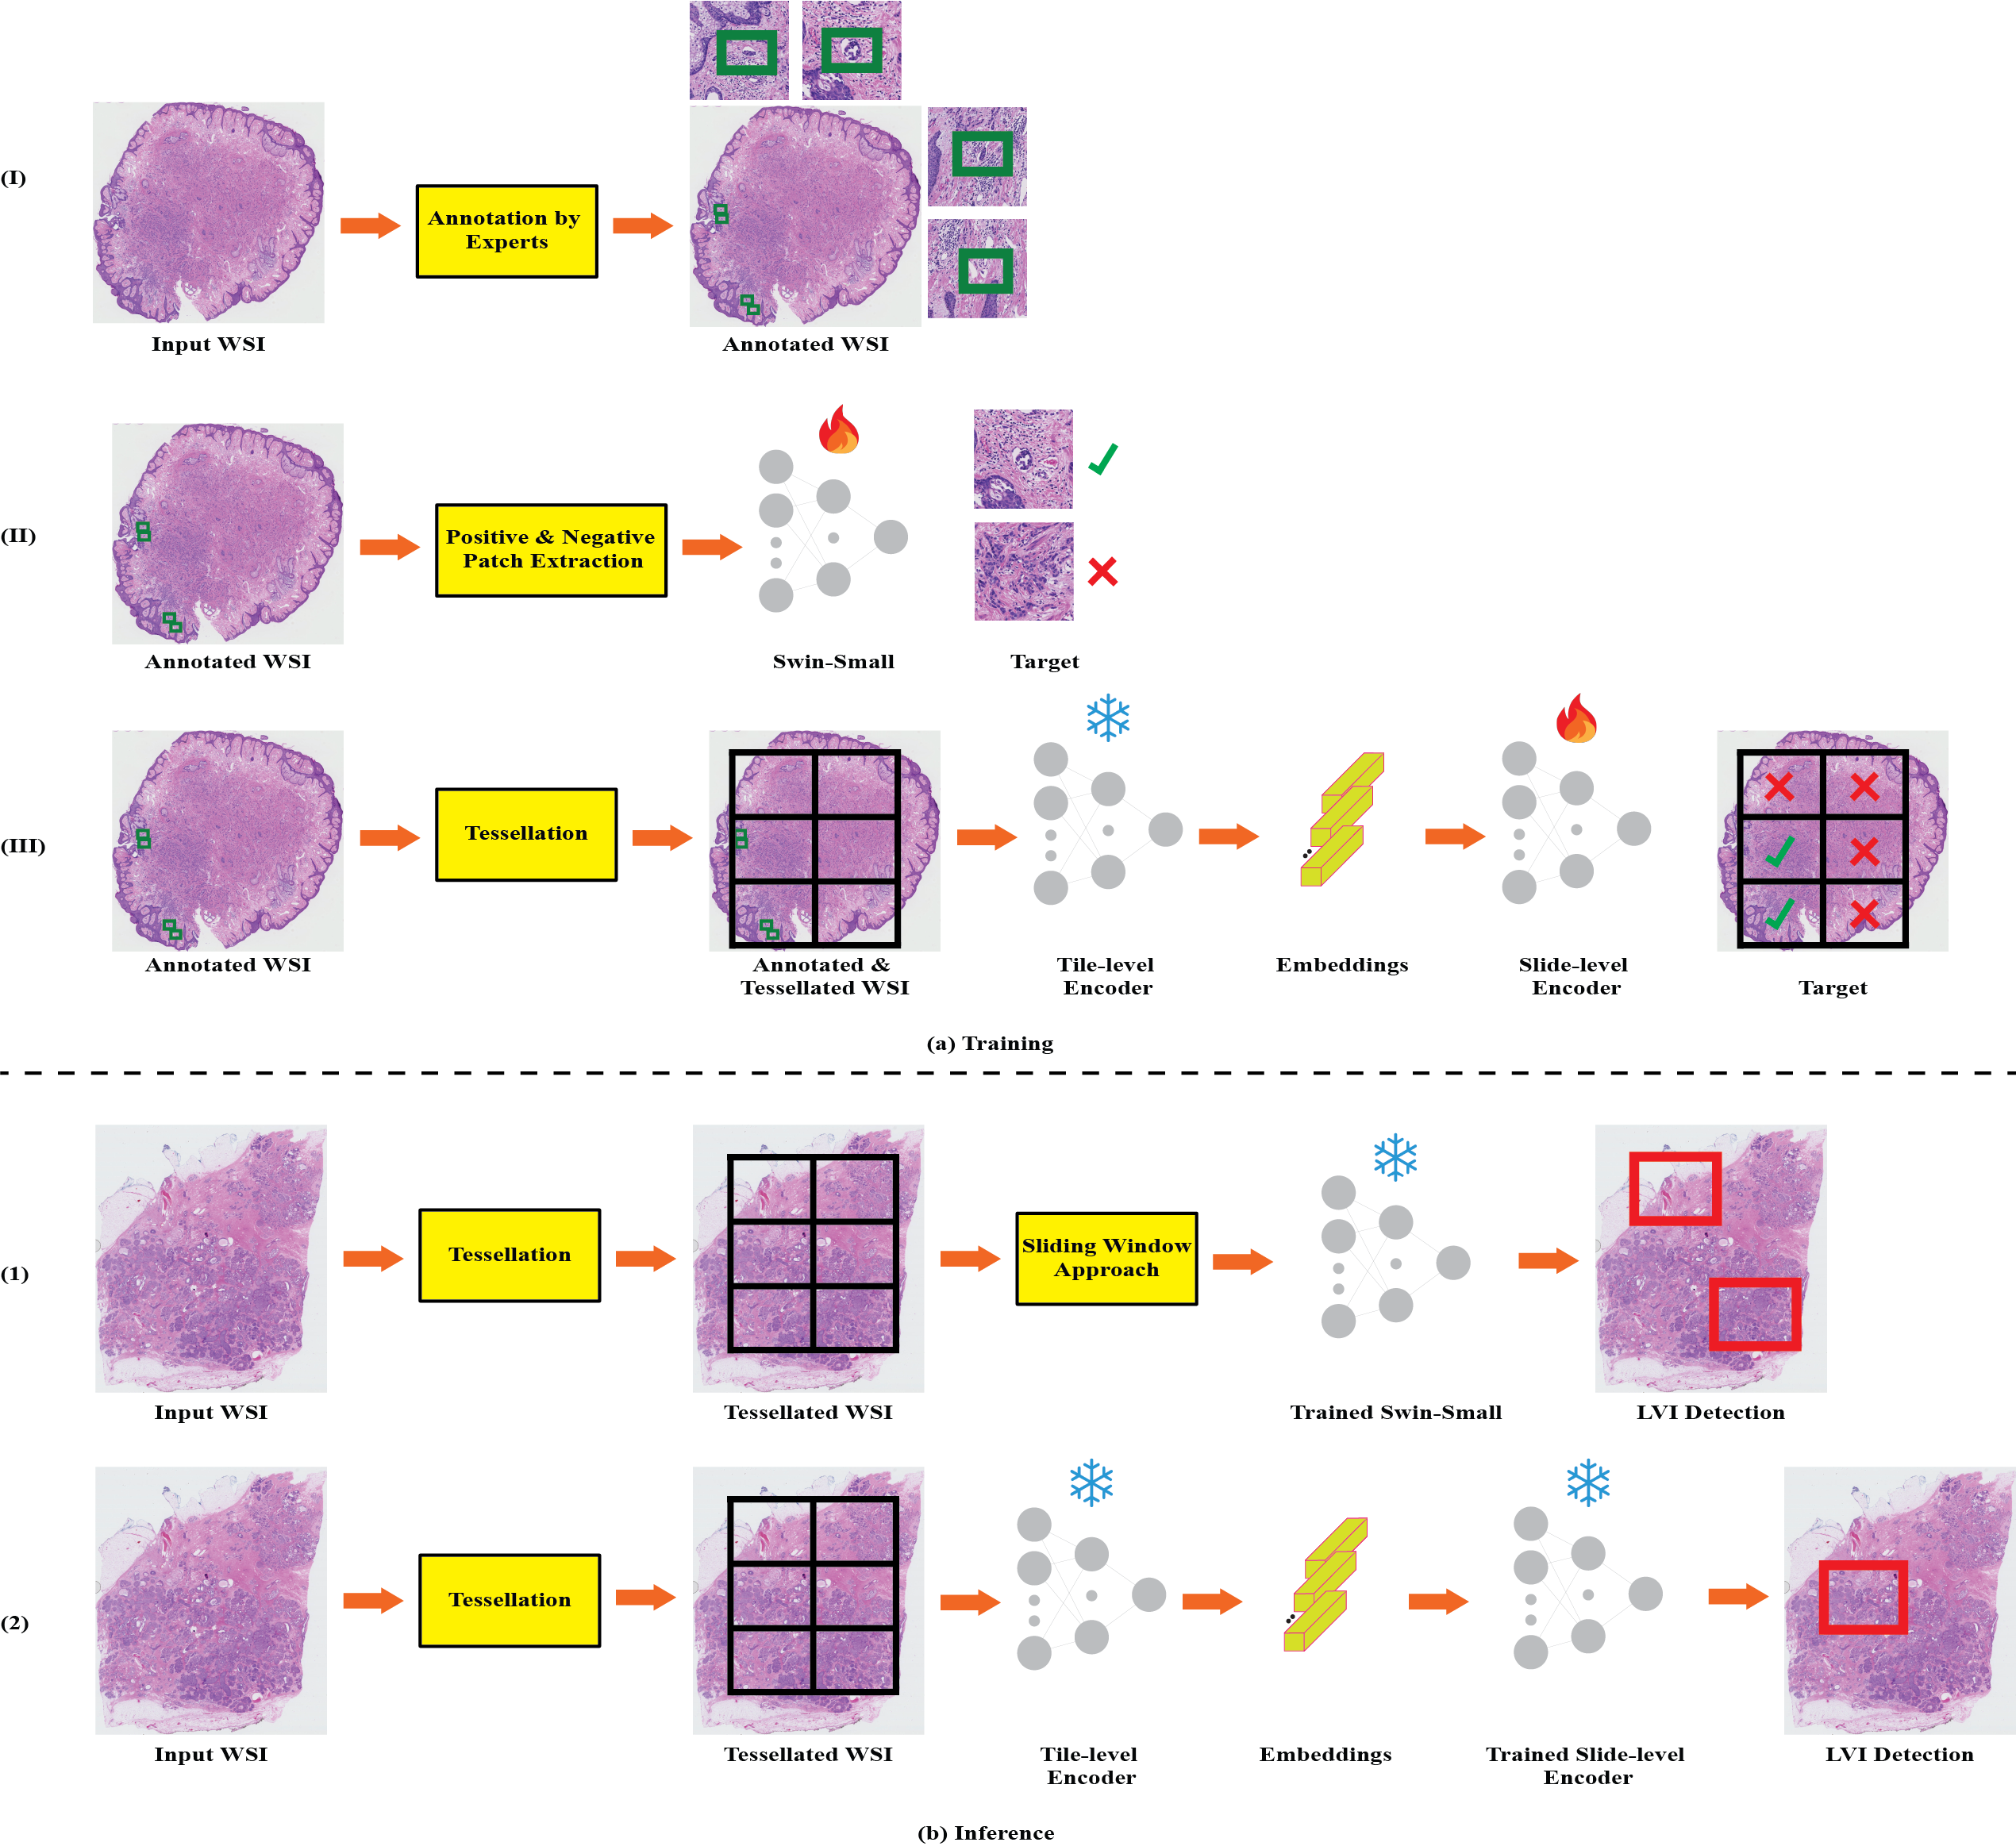 (I)
Annotation by
Experts
Input WSI
Annotated WSI
(II)
Positive & Negative
Patch Extraction
Annotated WSI
Swin-Small
Target
(III)
Tessellation
Annotated WSI
Annotated &
Tessellated WSI
Tile-level
Encoder
Embeddings
Slide-level
Encoder
Target
(a) Training
(1)
Tessellation
Sliding Window
Approach
Input WSI
Tessellated WSI
Trained Swin-Small
LVI Detection
(2)
Tessellation
Input WSI
Tessellated WSI
Tile-level
Encoder
Embeddings
Trained Slide-level
Encoder
LVI Detection
(b) Inference